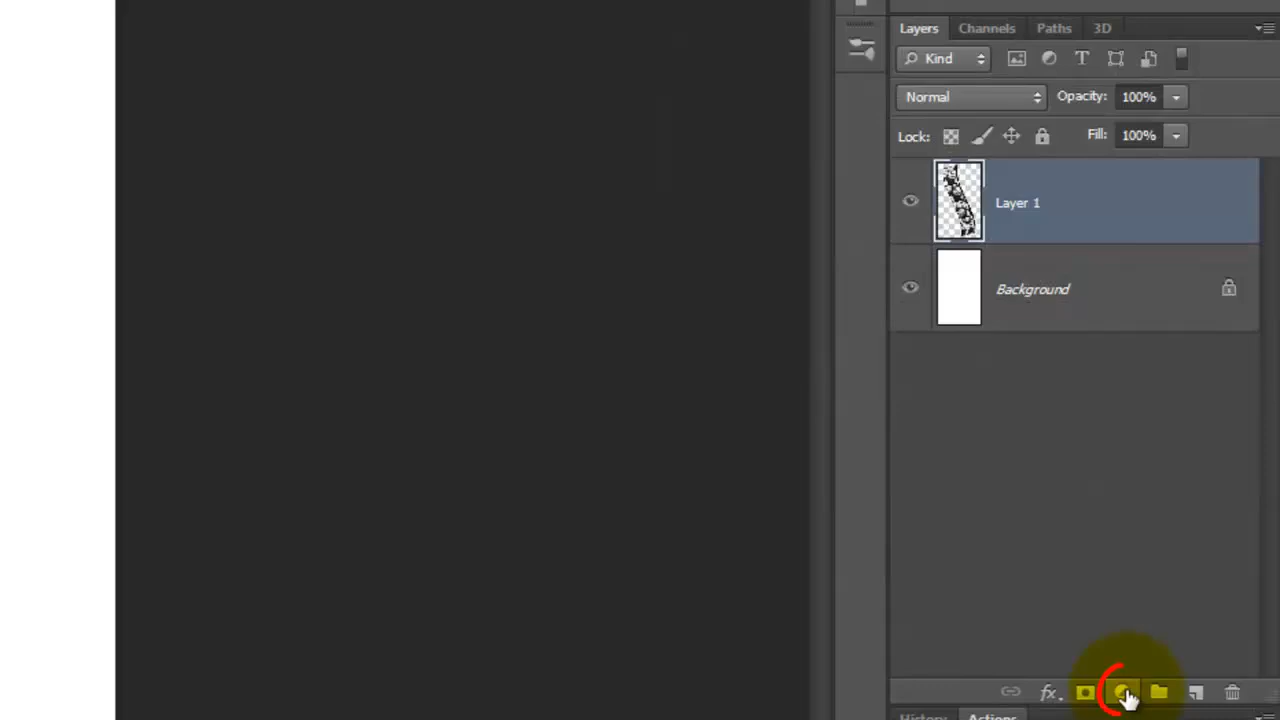 Layers Channels Paths 3D
Kind T
Normal Opacity: 100%
Lock: Fill: 100%
Layer 1
Background
fx.
History Actions